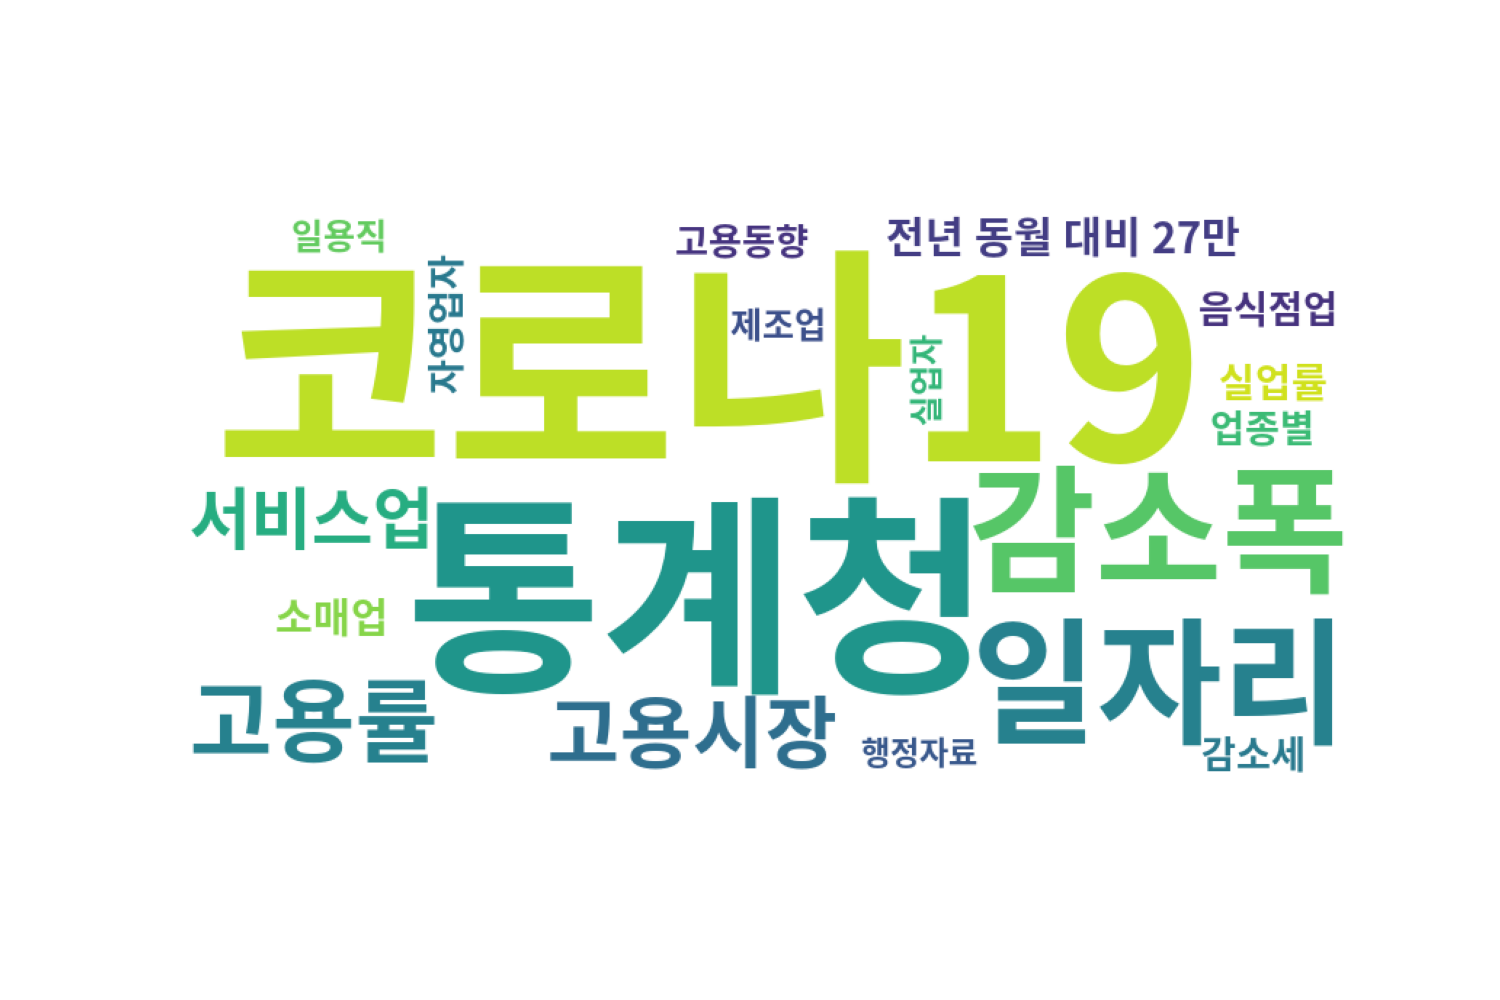 일용직
고용동향
전년 동월 대비 27만
코로나19
자영업자
제조업
실업자
음식점업
실업률
업종별
서비스업
통계청
감소폭
소매업
일자리
고용률
고용시장
행정자료
감소세